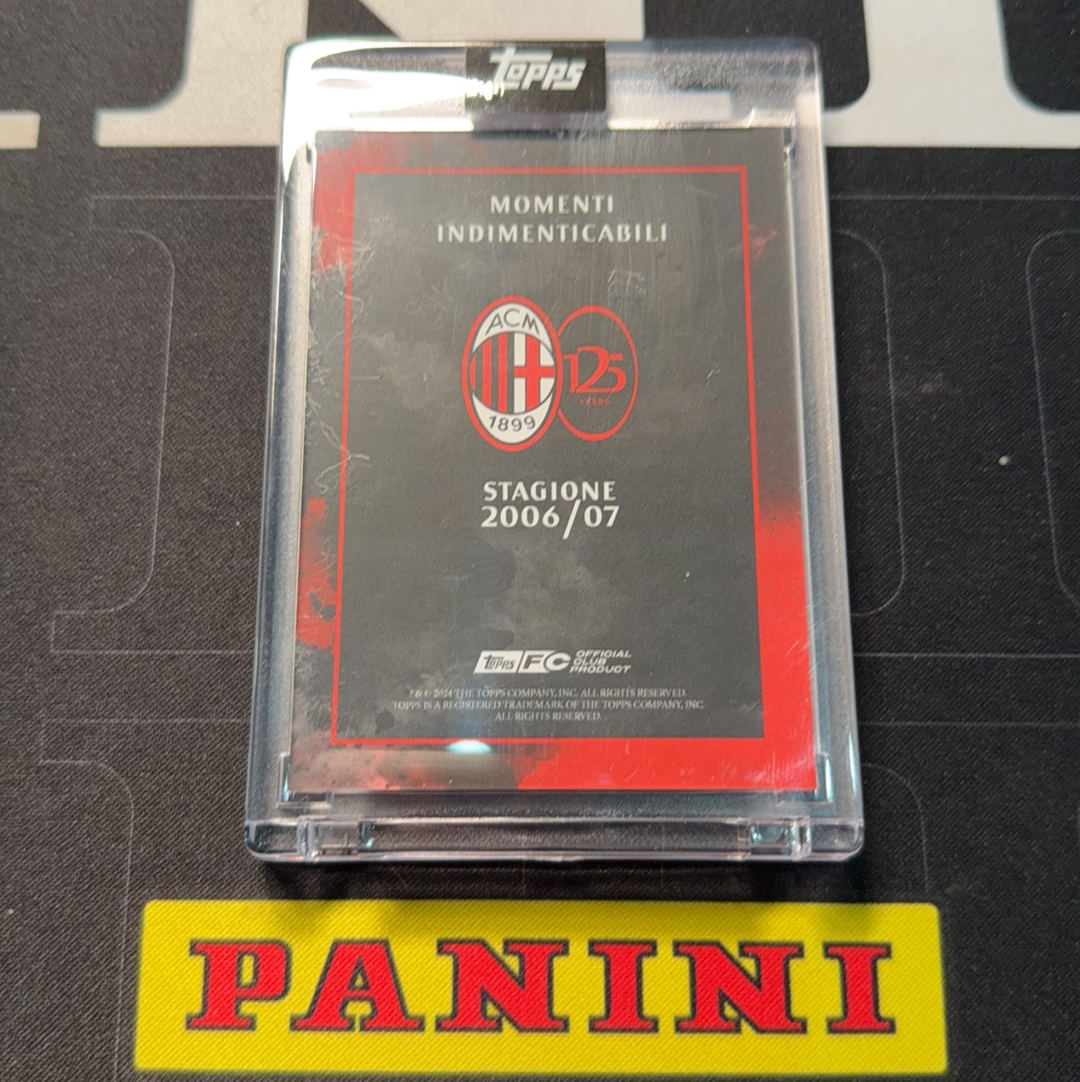 TOPPS
MOMENTI
INDIMENTICABILI
ACM
1899
125
YEARS
STAGIONE
2006/07
TOPPS FC OFFICIAL
CLUB
PRODUCT
® & © 2024 THE TOPPS COMPANY, INC. ALL RIGHTS RESERVED.
TOPPS IS A REGISTERED TRADEMARK OF THE TOPPS COMPANY, INC.
ALL RIGHTS RESERVED.
PANINI